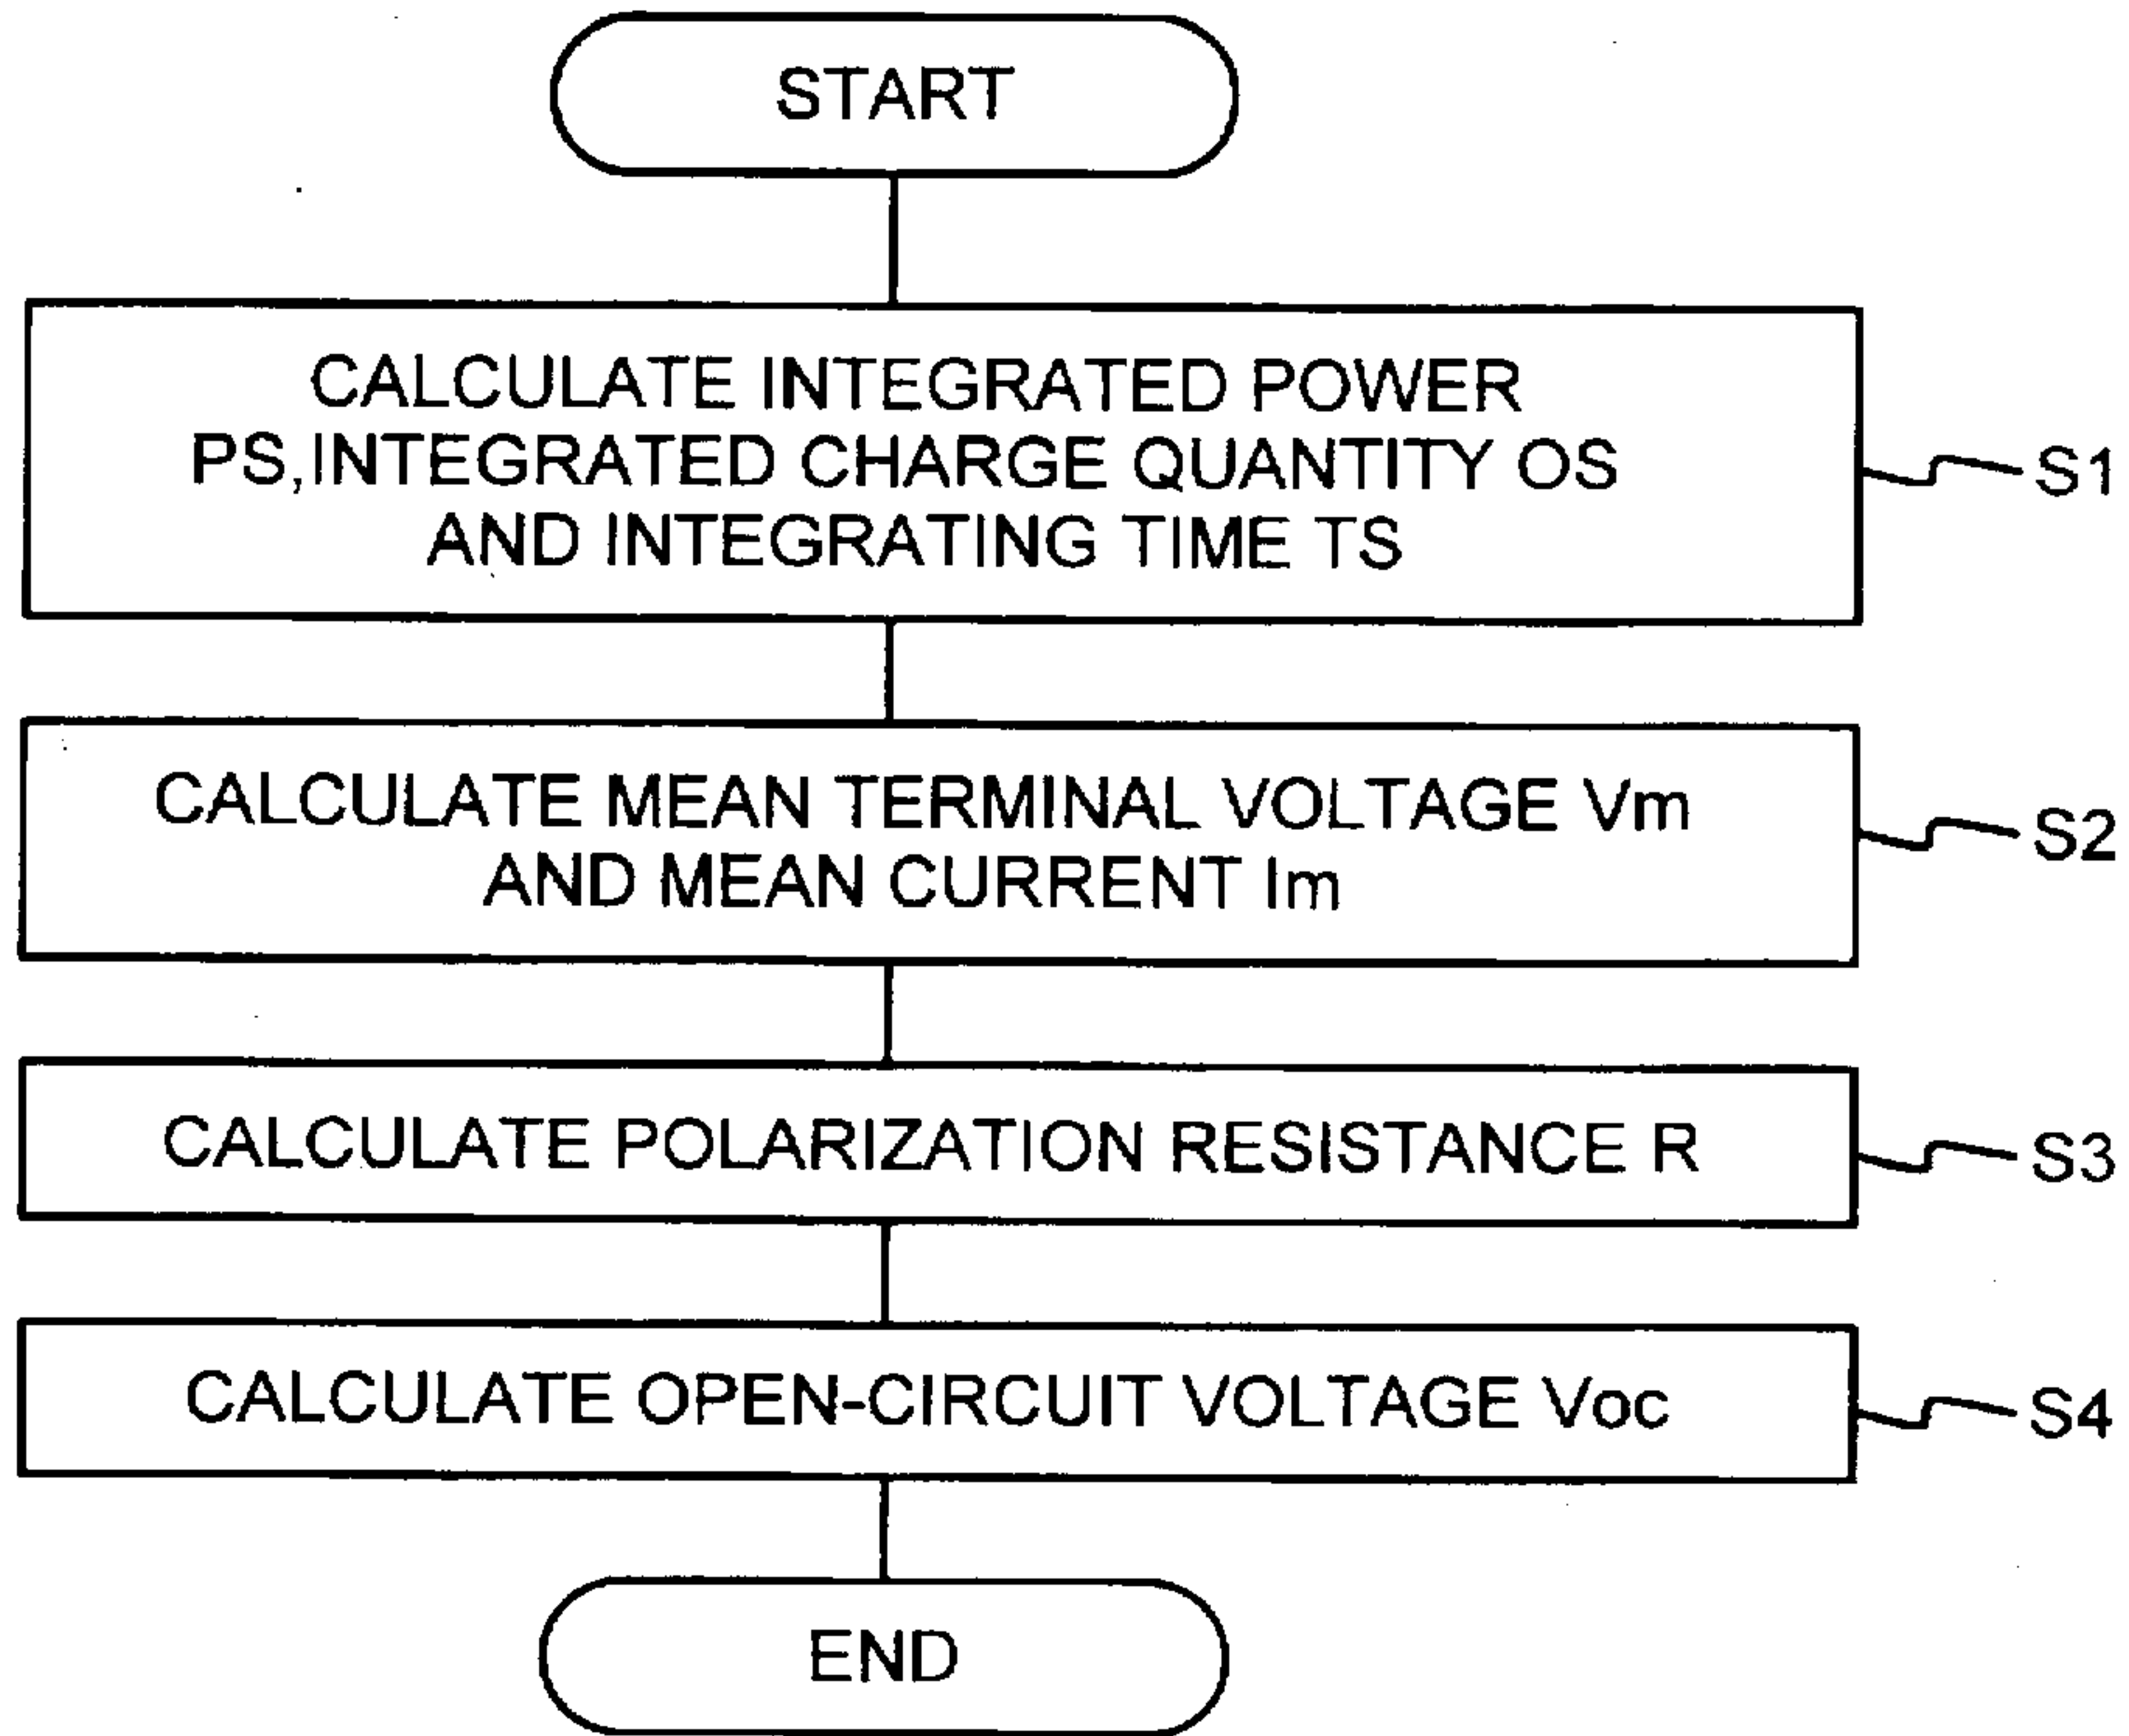 START
CALCULATE INTEGRATED POWER
PS, INTEGRATED CHARGE QUANTITY OS
AND INTEGRATING TIME TS
S1
CALCULATE MEAN TERMINAL VOLTAGE Vm
AND MEAN CURRENT Im
S2
CALCULATE POLARIZATION RESISTANCE R
S3
CALCULATE OPEN-CIRCUIT VOLTAGE Voc
S4
END